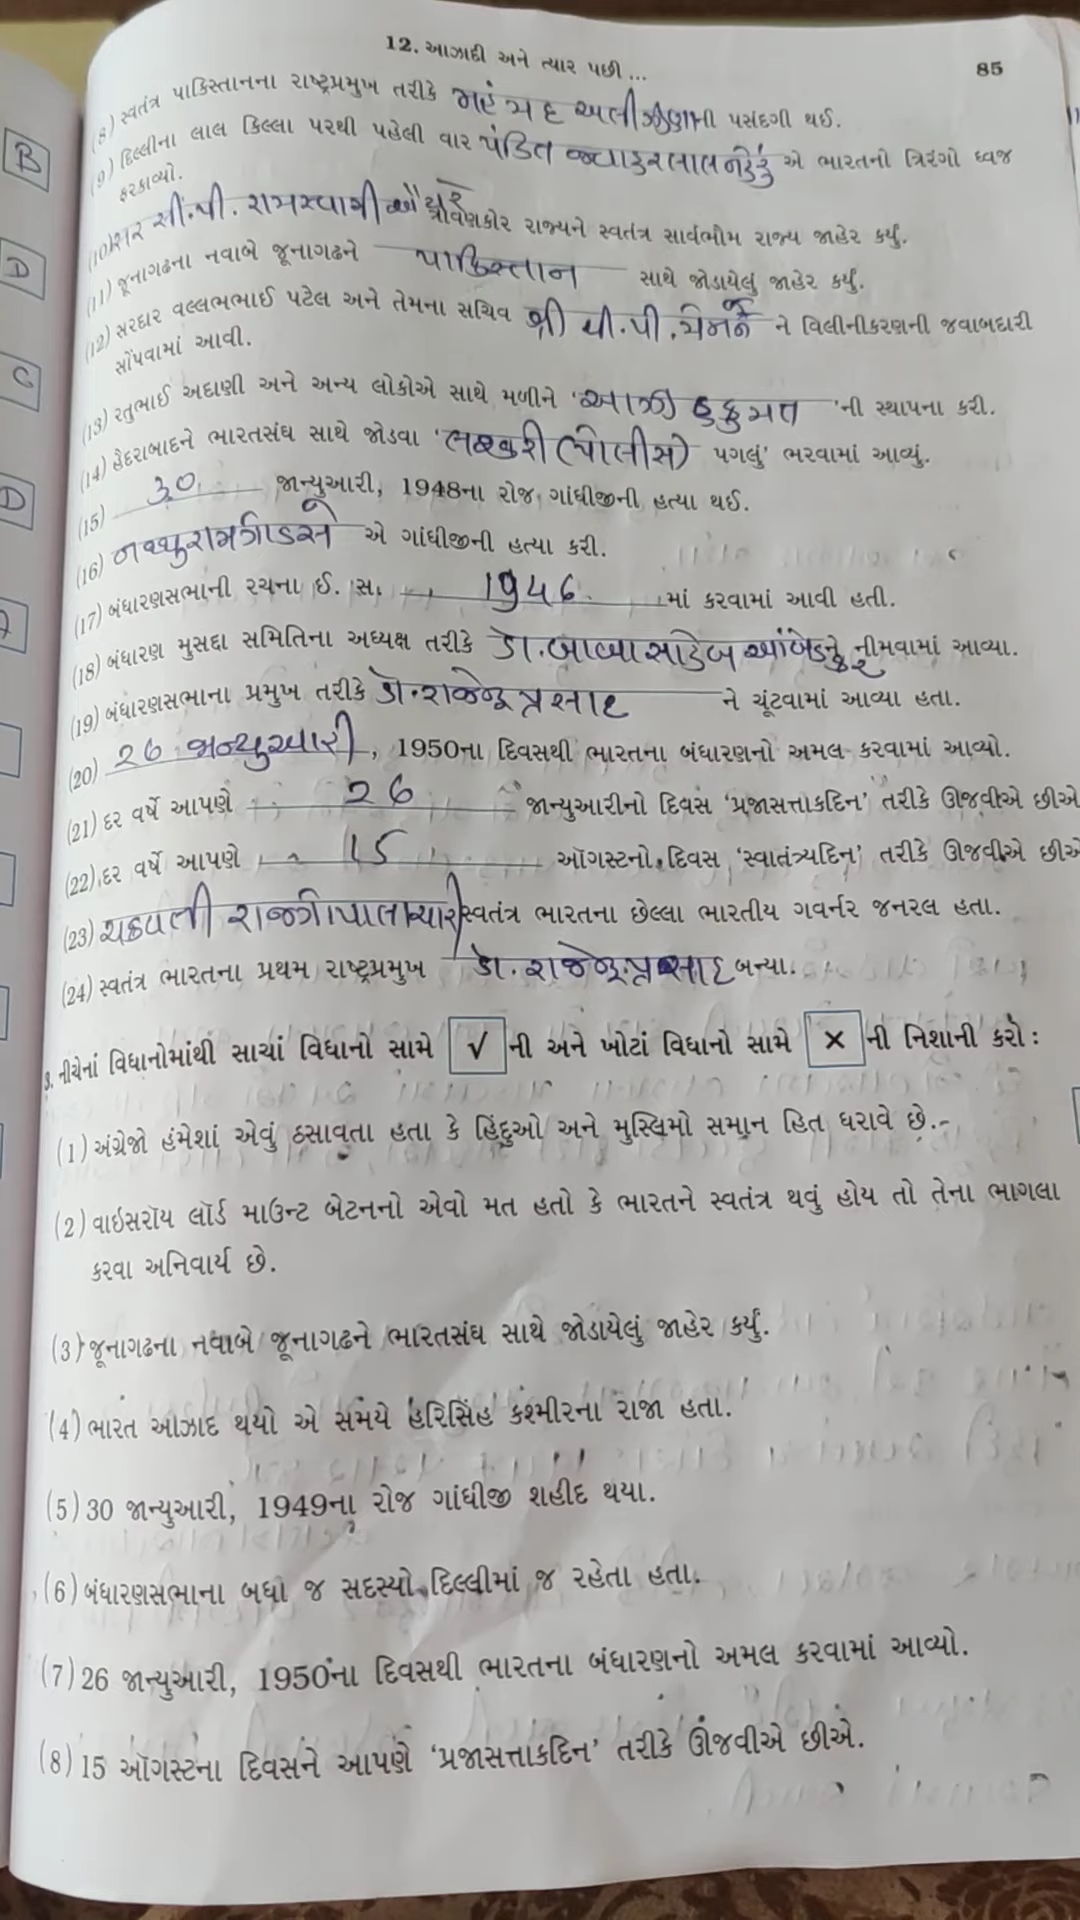 12. આઝાદી અને ત્યાર પછી... 85
(8) સ્વતંત્ર પાકિસ્તાનના રાષ્ટ્રપ્રમુખ તરીકે મહંમદ અલી ઝીણાની પસંદગી થઈ.
(9) દિલ્લીના લાલ કિલ્લા પરથી પહેલી વાર પંડિત જવાહરલાલ નહેરુ એ ભારતનો ત્રિરંગો ધ્વજ
ફરકાવ્યો.
(10) સર સી.પી. રામસ્વામી ઐયરે ત્રાવણકોર રાજ્યને સ્વતંત્ર સાર્વભૌમ રાજ્ય જાહેર કર્યું.
(11) જૂનાગઢના નવાબે જૂનાગઢને પાકિસ્તાન સાથે જોડાયેલું જાહેર કર્યું.
(12) સરદાર વલ્લભભાઈ પટેલ અને તેમના સચિવ શ્રી વી.પી. મેનન ને વિલીનીકરણની જવાબદારી
સોંપવામાં આવી.
(13) રતુભાઈ અદાણી અને અન્ય લોકોએ સાથે મળીને 'આઝી હકુમત 'ની સ્થાપના કરી.
(14) હૈદરાબાદને ભારતસંઘ સાથે જોડવા 'લશ્કરી (પોલીસ) પગલું' ભરવામાં આવ્યું.
(15) 30 જાન્યુઆરી, 1948ના રોજ ગાંધીજીની હત્યા થઈ.
(16) નથ્થુરામ ગોડસે એ ગાંધીજીની હત્યા કરી.
(17) બંધારણસભાની રચના ઈ. સ. 1946 માં કરવામાં આવી હતી.
(18) બંધારણ મુસદ્દા સમિતિના અધ્યક્ષ તરીકે ડૉ. બાબાસાહેબ આંબેડકરને નીમવામાં આવ્યા.
(19) બંધારણસભાના પ્રમુખ તરીકે ડૉ. રાજેન્દ્ર પ્રસાદ ને ચૂંટવામાં આવ્યા હતા.
(20) 26 જાન્યુઆરી, 1950ના દિવસથી ભારતના બંધારણનો અમલ કરવામાં આવ્યો.
(21) દર વર્ષે આપણે 26 જાન્યુઆરીનો દિવસ 'પ્રજાસત્તાકદિન' તરીકે ઊજવીએ છીએ
(22) દર વર્ષે આપણે 15 ઑગસ્ટનો દિવસ 'સ્વાતંત્ર્યદિન' તરીકે ઊજવીએ છીએ
(23) ચક્રવતી રાજગોપાલાચારી સ્વતંત્ર ભારતના છેલ્લા ભારતીય ગવર્નર જનરલ હતા.
(24) સ્વતંત્ર ભારતના પ્રથમ રાષ્ટ્રપ્રમુખ ડૉ. રાજેન્દ્ર પ્રસાદ બન્યા.
3. નીચેનાં વિધાનોમાંથી સાચાં વિધાનો સામે √ ની અને ખોટાં વિધાનો સામે × ની નિશાની કરો :
(1) અંગ્રેજો હંમેશાં એવું ઠસાવતા હતા કે હિંદુઓ અને મુસ્લિમો સમાન હિત ધરાવે છે.
(2) વાઇસરૉય લૉર્ડ માઉન્ટ બેટનનો એવો મત હતો કે ભારતને સ્વતંત્ર થવું હોય તો તેના ભાગલા
કરવા અનિવાર્ય છે.
(3) જૂનાગઢના નવાબે જૂનાગઢને ભારતસંઘ સાથે જોડાયેલું જાહેર કર્યું.
(4) ભારત આઝાદ થયો એ સમયે હરિસિંહ કશ્મીરના રાજા હતા.
(5) 30 જાન્યુઆરી, 1949ના રોજ ગાંધીજી શહીદ થયા.
(6) બંધારણસભાના બધા જ સદસ્યો દિલ્લીમાં જ રહેતા હતા.
(7) 26 જાન્યુઆરી, 1950ના દિવસથી ભારતના બંધારણનો અમલ કરવામાં આવ્યો.
(8) 15 ઑગસ્ટના દિવસને આપણે 'પ્રજાસત્તાકદિન' તરીકે ઊજવીએ છીએ.
B
D
C
D